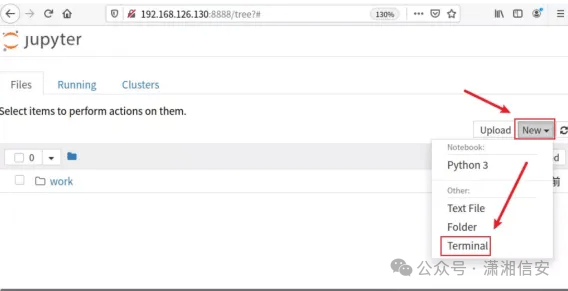 192.168.126.130:8888/tree?#
130%
jupyter
Files
Running
Clusters
Select items to perform actions on them.
Upload
New
0
Notebook:
Python 3
work
前
Other:
Text File
Folder
Terminal
公众号 · 潇湘信安